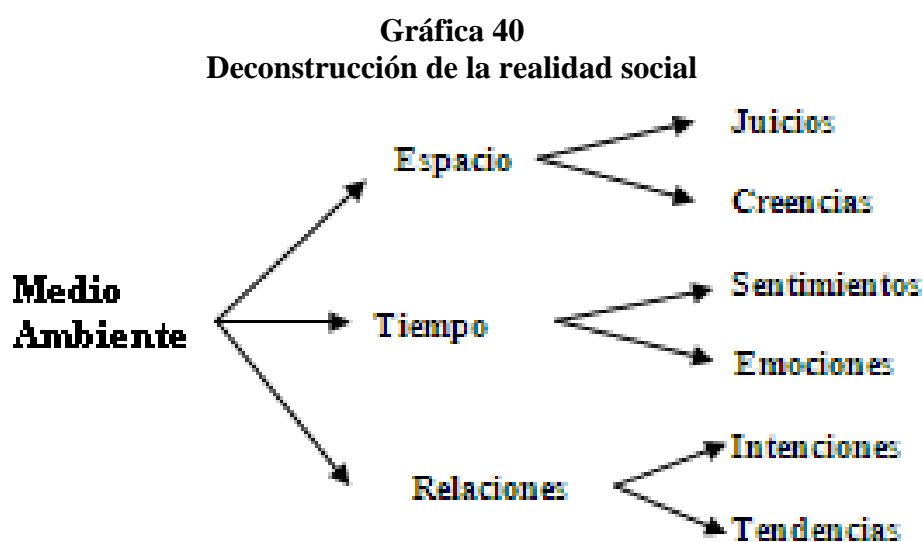 Gráfica 40
Deconstrucción de la realidad social
Medio
Ambiente
Espacio
Juicios
Creencias
Tiempo
Sentimientos
Emociones
Relaciones
Intenciones
Tendencias